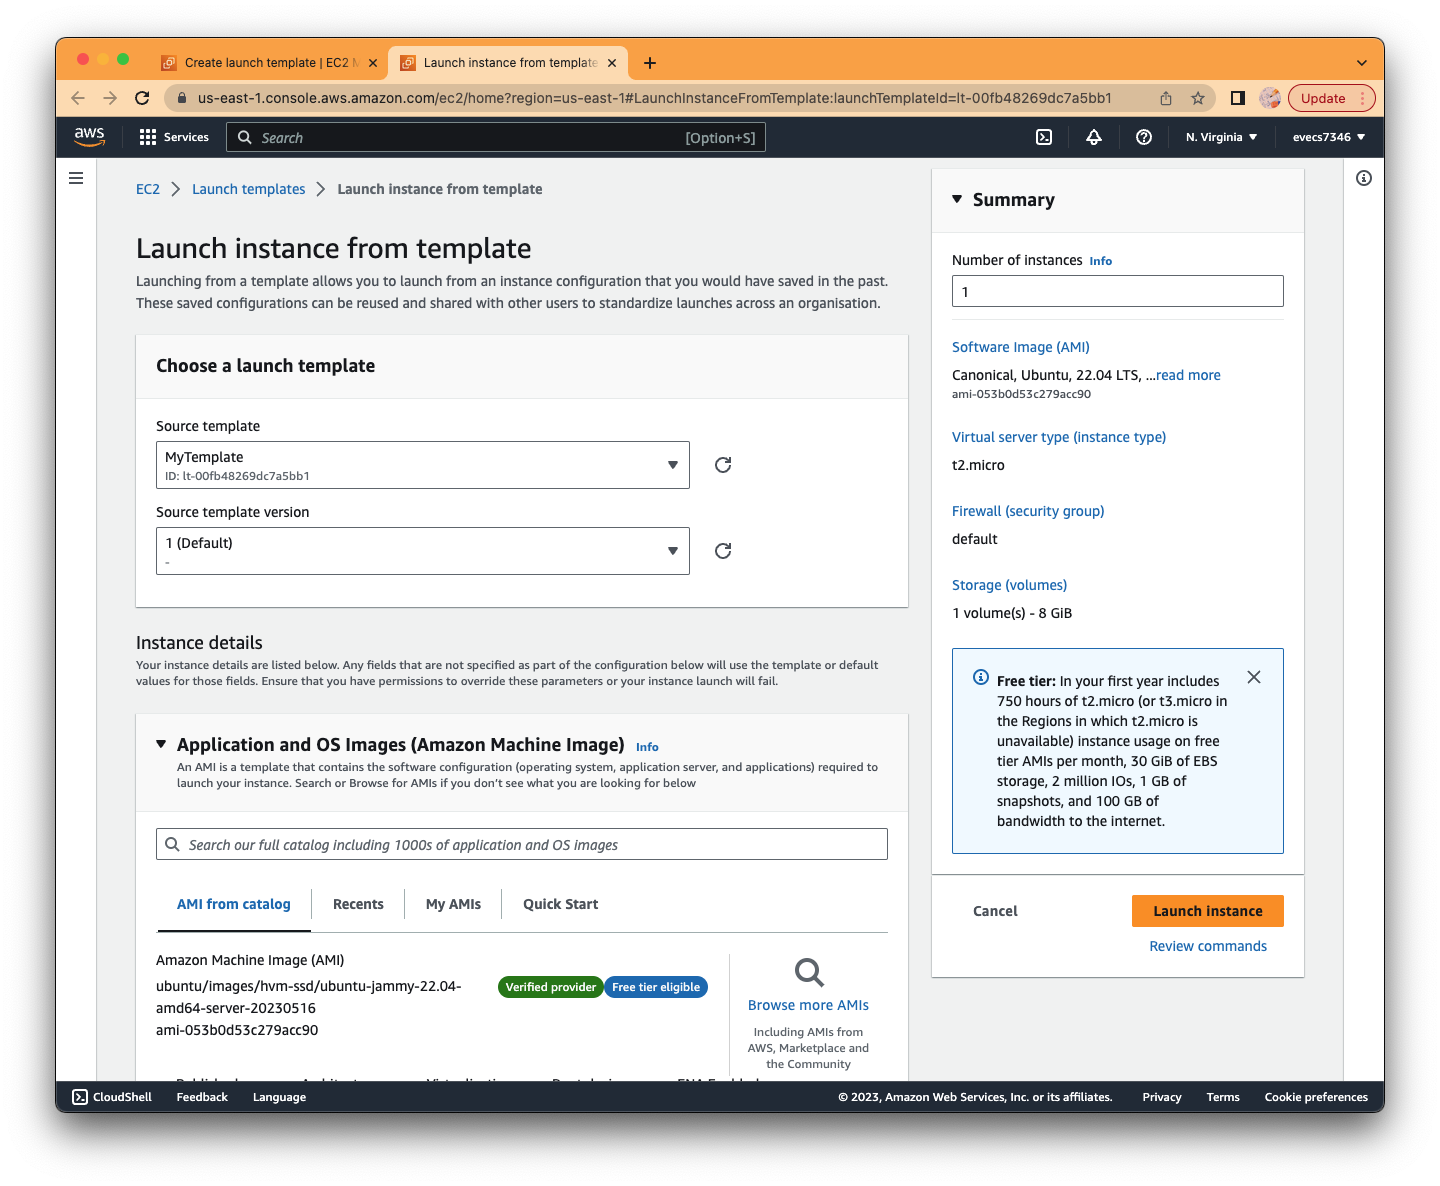 Create launch template | EC2 M
Launch instance from template
us-east-1.console.aws.amazon.com/ec2/home?region=us-east-1#LaunchInstanceFromTemplate:launchTemplateId=lt-00fb48269dc7a5bb1
Update
aws
Services
Search
[Option+S]
N. Virginia
evecs7346
EC2
Launch templates
Launch instance from template
Launch instance from template
Launching from a template allows you to launch from an instance configuration that you would have saved in the past.
These saved configurations can be reused and shared with other users to standardize launches across an organisation.
Choose a launch template
Source template
MyTemplate
ID: lt-00fb48269dc7a5bb1
Source template version
1 (Default)
-
Instance details
Your instance details are listed below. Any fields that are not specified as part of the configuration below will use the template or default
values for those fields. Ensure that you have permissions to override these parameters or your instance launch will fail.
Application and OS Images (Amazon Machine Image) Info
An AMI is a template that contains the software configuration (operating system, application server, and applications) required to
launch your instance. Search or Browse for AMIs if you don't see what you are looking for below
Search our full catalog including 1000s of application and OS images
AMI from catalog
Recents
My AMIs
Quick Start
Amazon Machine Image (AMI)
ubuntu/images/hvm-ssd/ubuntu-jammy-22.04-
amd64-server-20230516
ami-053b0d53c279acc90
Verified provider
Free tier eligible
Browse more AMIs
Including AMIs from
AWS, Marketplace and
the Community
Summary
Number of instances Info
1
Software Image (AMI)
Canonical, Ubuntu, 22.04 LTS, ...read more
ami-053b0d53c279acc90
Virtual server type (instance type)
t2.micro
Firewall (security group)
default
Storage (volumes)
1 volume(s) - 8 GiB
Free tier: In your first year includes
750 hours of t2.micro (or t3.micro in
the Regions in which t2.micro is
unavailable) instance usage on free
tier AMIs per month, 30 GiB of EBS
storage, 2 million IOs, 1 GB of
snapshots, and 100 GB of
bandwidth to the internet.
Cancel
Launch instance
Review commands
CloudShell
Feedback
Language
© 2023, Amazon Web Services, Inc. or its affiliates.
Privacy
Terms
Cookie preferences